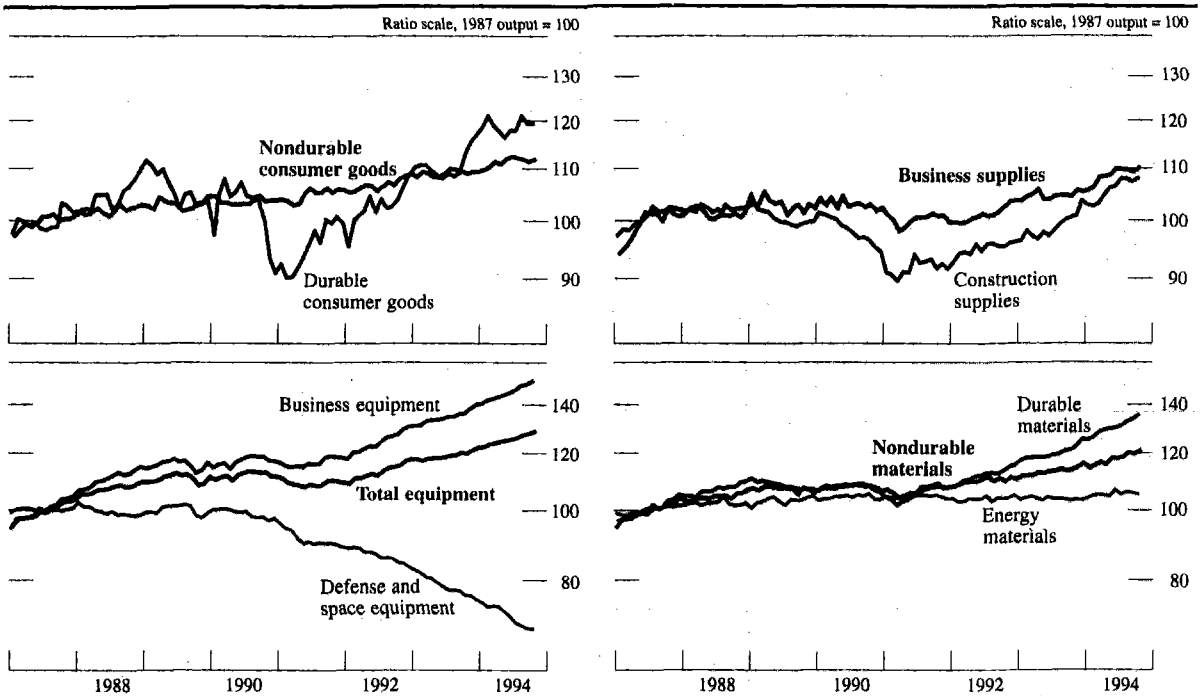 Ratio scale, 1987 output = 100
130
120
Nondurable
consumer goods
110
100
90
Durable
consumer goods
Ratio scale, 1987 output = 100
130
120
110
Business supplies
100
90
Construction
supplies
Business equipment
140
120
Total equipment
100
Defense and
space equipment
80
1988
1990
1992
1994
Durable
materials
140
Nondurable
materials
120
100
Energy
materials
80
1988
1990
1992
1994